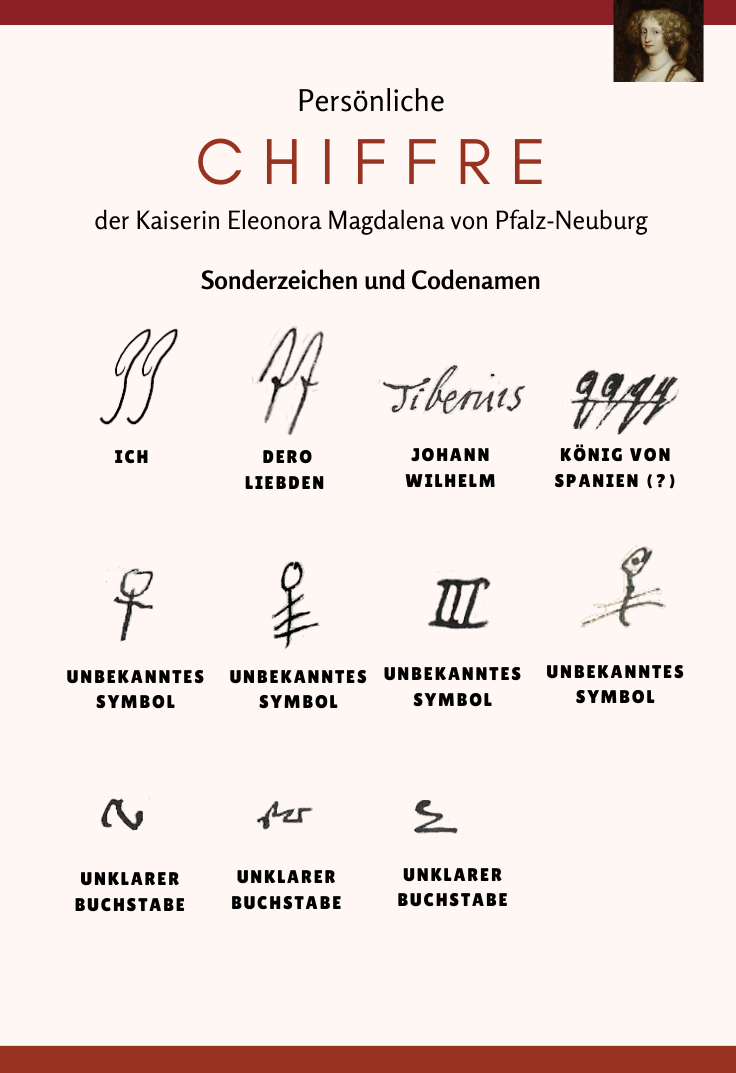 Persönliche
CHIFFRE
der Kaiserin Eleonora Magdalena von Pfalz-Neuburg
Sonderzeichen und Codenamen
Tiberius
ICH
DERO
LIEBDEN
JOHANN
WILHELM
KÖNIG VON
SPANIEN (?)
III
UNBEKANNTES
SYMBOL
UNBEKANNTES
SYMBOL
UNBEKANNTES
SYMBOL
UNBEKANNTES
SYMBOL
UNKLARER
BUCHSTABE
UNKLARER
BUCHSTABE
UNKLARER
BUCHSTABE